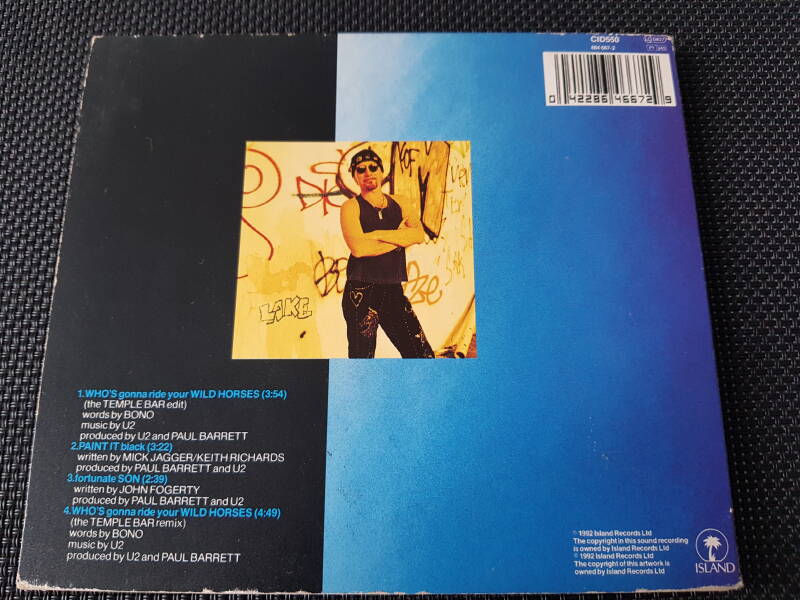 CID550
864 667-2
0 42286 46672 9
LAKE
Be
Be
1.WHO'S gonna ride your WILD HORSES (3:54)
(the TEMPLE BAR edit)
words by BONO
music by U2
produced by U2 and PAUL BARRETT
2.PAINT IT black (3:22)
written by MICK JAGGER/KEITH RICHARDS
produced by PAUL BARRETT and U2
3.fortunate SON (2:39)
written by JOHN FOGERTY
produced by PAUL BARRETT and U2
4.WHO'S gonna ride your WILD HORSES (4:49)
(the TEMPLE BAR remix)
words by BONO
music by U2
produced by U2 and PAUL BARRETT
℗ 1992 Island Records Ltd
The copyright in this sound recording
is owned by Island Records Ltd
© 1992 Island Records Ltd
The copyright of this artwork is
owned by Island Records Ltd
ISLAND